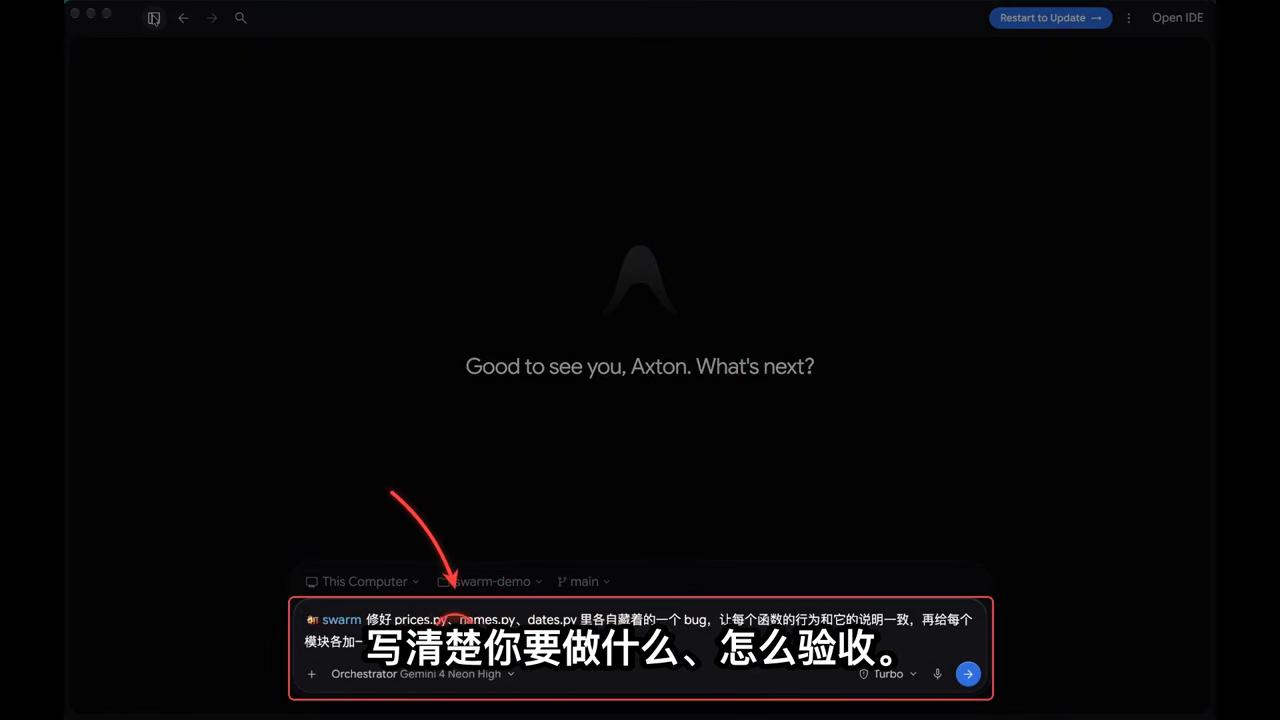 Restart to Update →
Open IDE
Good to see you, Axton. What's next?
This Computer
swarm-demo
main
swarm 修好 prices.py、names.py、dates.py 里各自藏着的一个 bug，让每个函数的行为和它的说明一致，再给每个
模块各加一
写清楚你要做什么、怎么验收。
Orchestrator Gemini 4 Neon High
Turbo